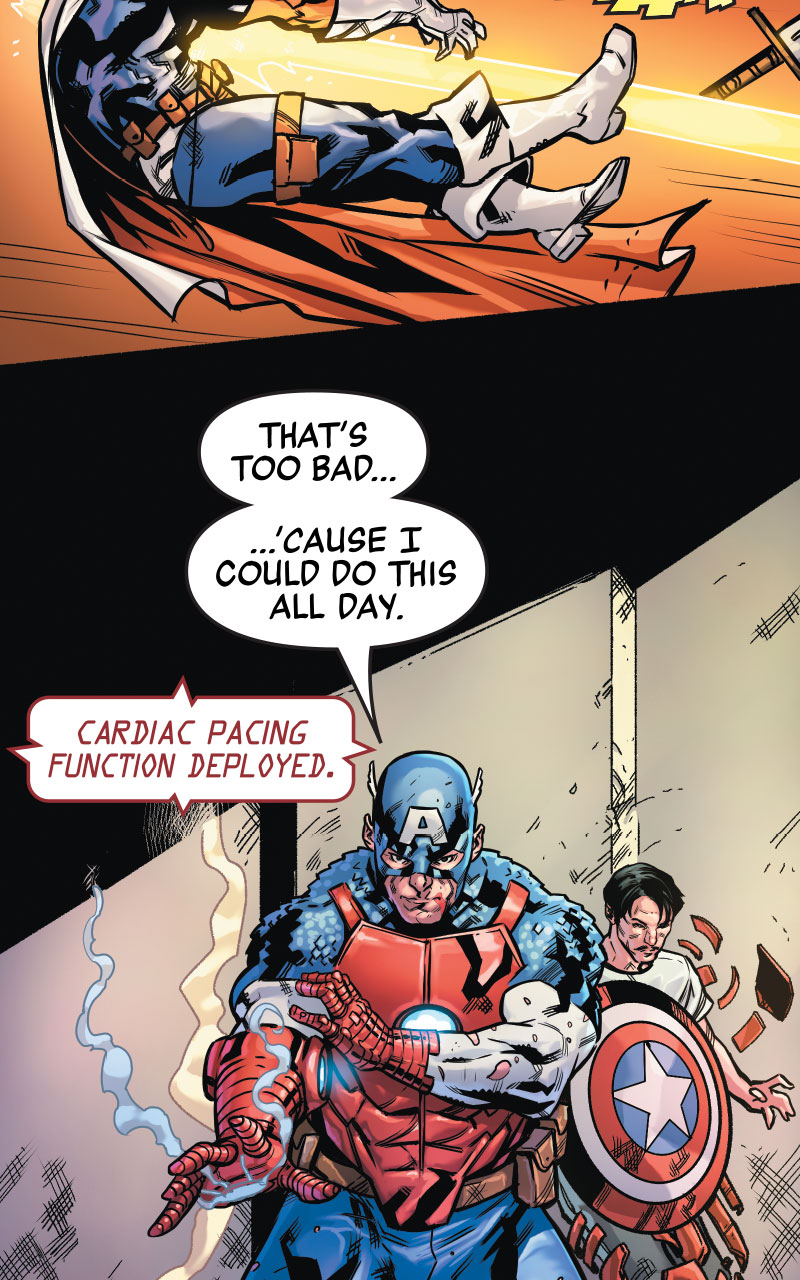 THAT'S
TOO BAD...
...'CAUSE I
COULD DO THIS
ALL DAY.
CARDIAC PACING
FUNCTION DEPLOYED.
A